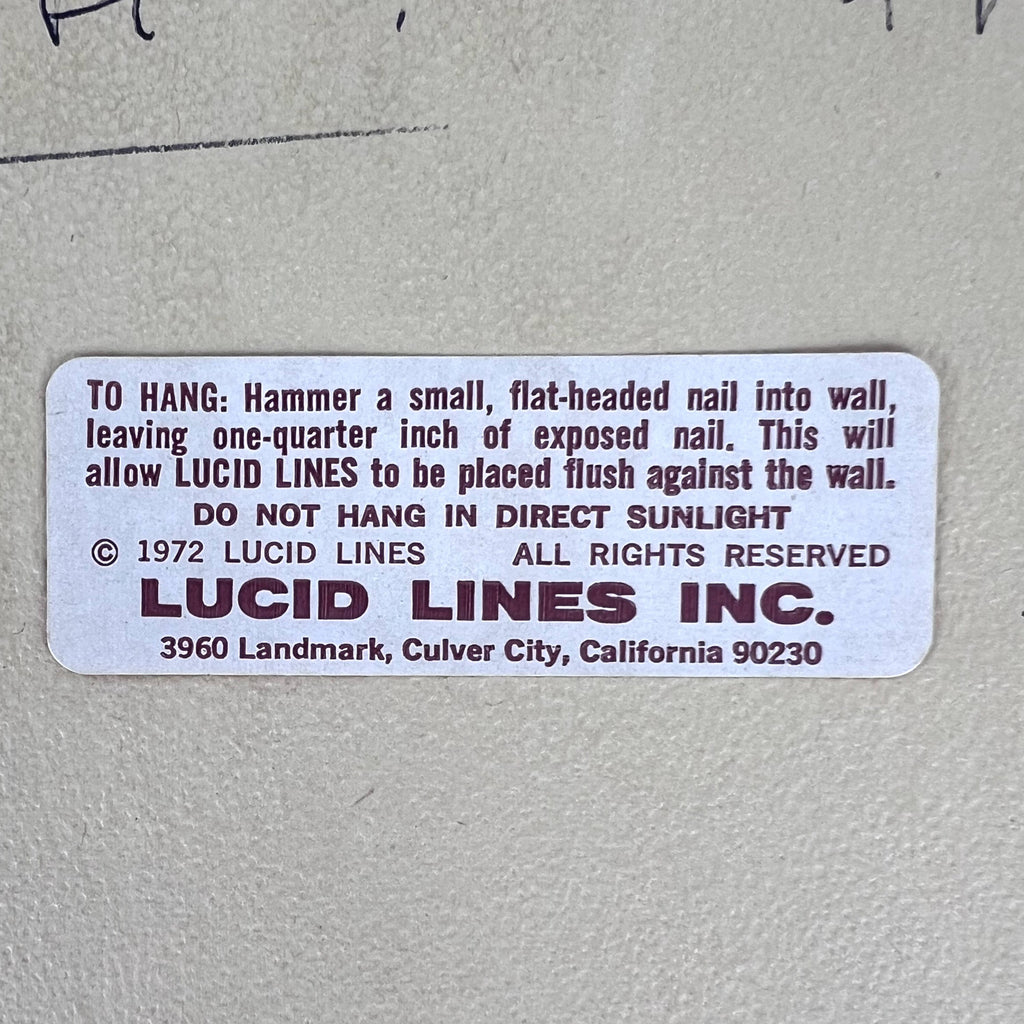 TO HANG: Hammer a small, flat-headed nail into wall,
leaving one-quarter inch of exposed nail. This will
allow LUCID LINES to be placed flush against the wall.
DO NOT HANG IN DIRECT SUNLIGHT
© 1972 LUCID LINES ALL RIGHTS RESERVED
LUCID LINES INC.
3960 Landmark, Culver City, California 90230